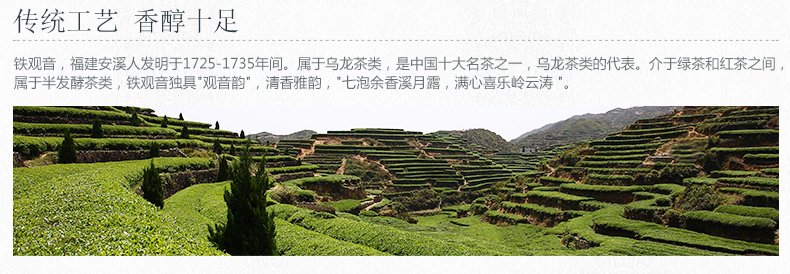 传统工艺 香醇十足
铁观音，福建安溪人发明于1725-1735年间。属于乌龙茶类，是中国十大名茶之一，乌龙茶类的代表。介于绿茶和红茶之间，
属于半发酵茶类，铁观音独具"观音韵"，清香雅韵，"七泡余香溪月露，满心喜乐岭云涛 "。